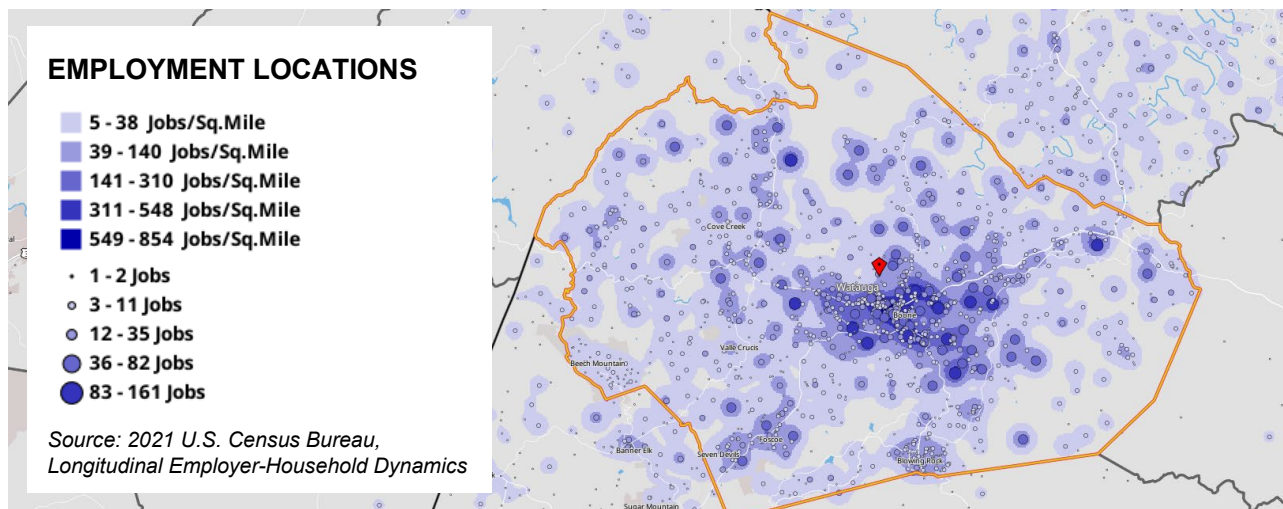 EMPLOYMENT LOCATIONS
5 - 38 Jobs/Sq.Mile
39 - 140 Jobs/Sq.Mile
141 - 310 Jobs/Sq.Mile
311 - 548 Jobs/Sq.Mile
549 - 854 Jobs/Sq.Mile
1 - 2 Jobs
3 - 11 Jobs
12 - 35 Jobs
36 - 82 Jobs
83 - 161 Jobs
Source: 2021 U.S. Census Bureau,
Longitudinal Employer-Household Dynamics
Cove Creek
Watauga
Boone
Valle Crucis
Beech Mountain
Foscoe
Banner Elk
Seven Devils
Blowing Rock
Sugar Mountain